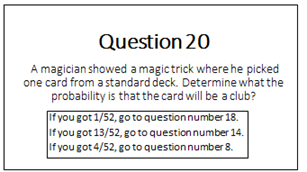 Question 20
A magician showed a magic trick where he picked
one card from a standard deck. Determine what the
probability is that the card will be a club?
If you got 1/52, go to question number 18.
If you got 13/52, go to question number 14.
If you got 4/52, go to question number 8.